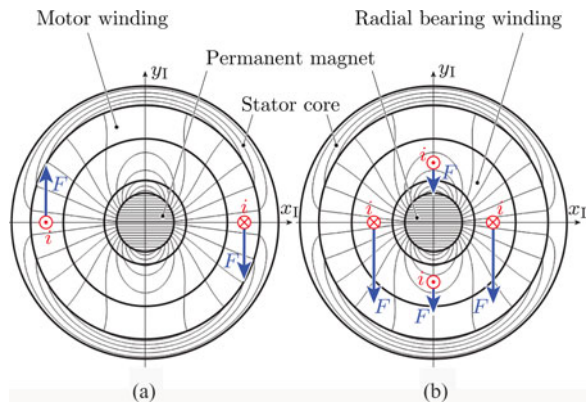 Motor winding
Radial bearing winding
Permanent magnet
Stator core
y_I
y_I
x_I
x_I
i
F
i
F
i
F
i
F
i
F
i
F
(a)
(b)